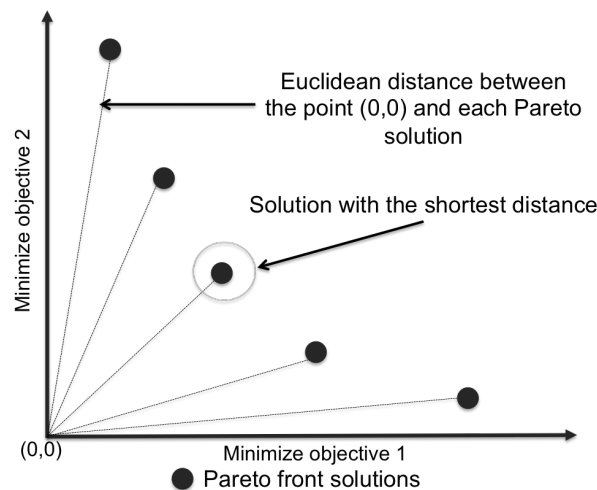 Euclidean distance between
the point (0,0) and each Pareto
solution
Solution with the shortest distance
Minimize objective 2
(0,0)
Minimize objective 1
Pareto front solutions